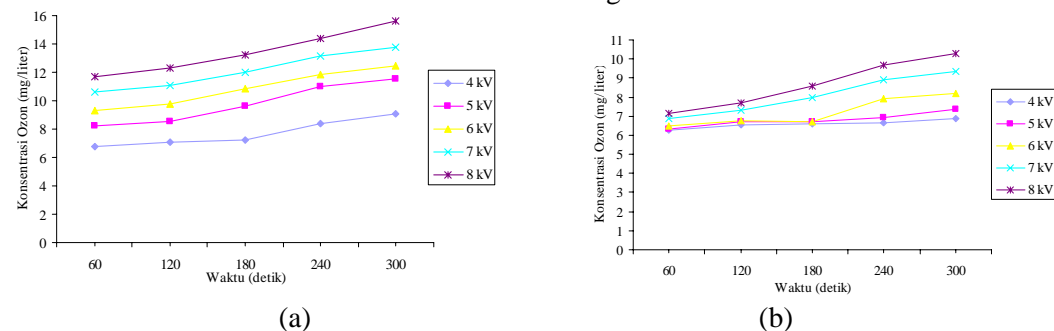 Konsentrasi Ozon (mg/liter)
16
14
12
10
8
6
4
2
0
60 120 180 240 300
Waktu (detik)
4 kV
5 kV
6 kV
7 kV
8 kV
(a)
Konsentrasi Ozon (mg/liter)
11
10
9
8
7
6
5
4
3
2
1
0
60 120 180 240 300
Waktu (detik)
4 kV
5 kV
6 kV
7 kV
8 kV
(b)